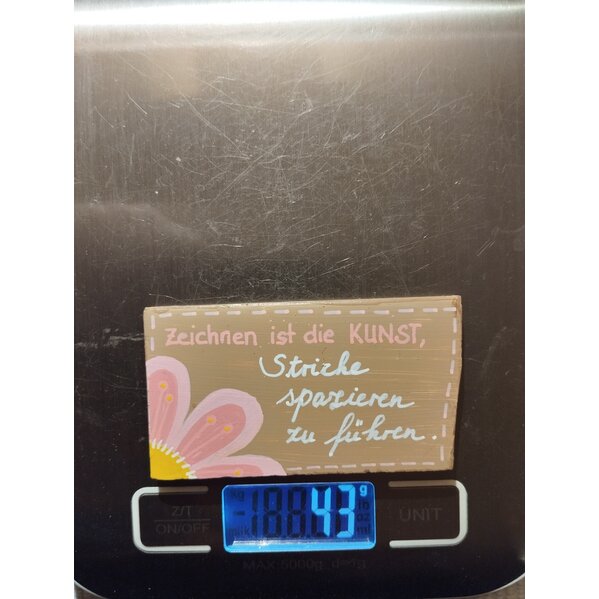 Zeichnen ist die KUNST,
Striche
spazieren
zu führen.
43 g
Z/T
ON/OFF
UNIT
MAX:5000g